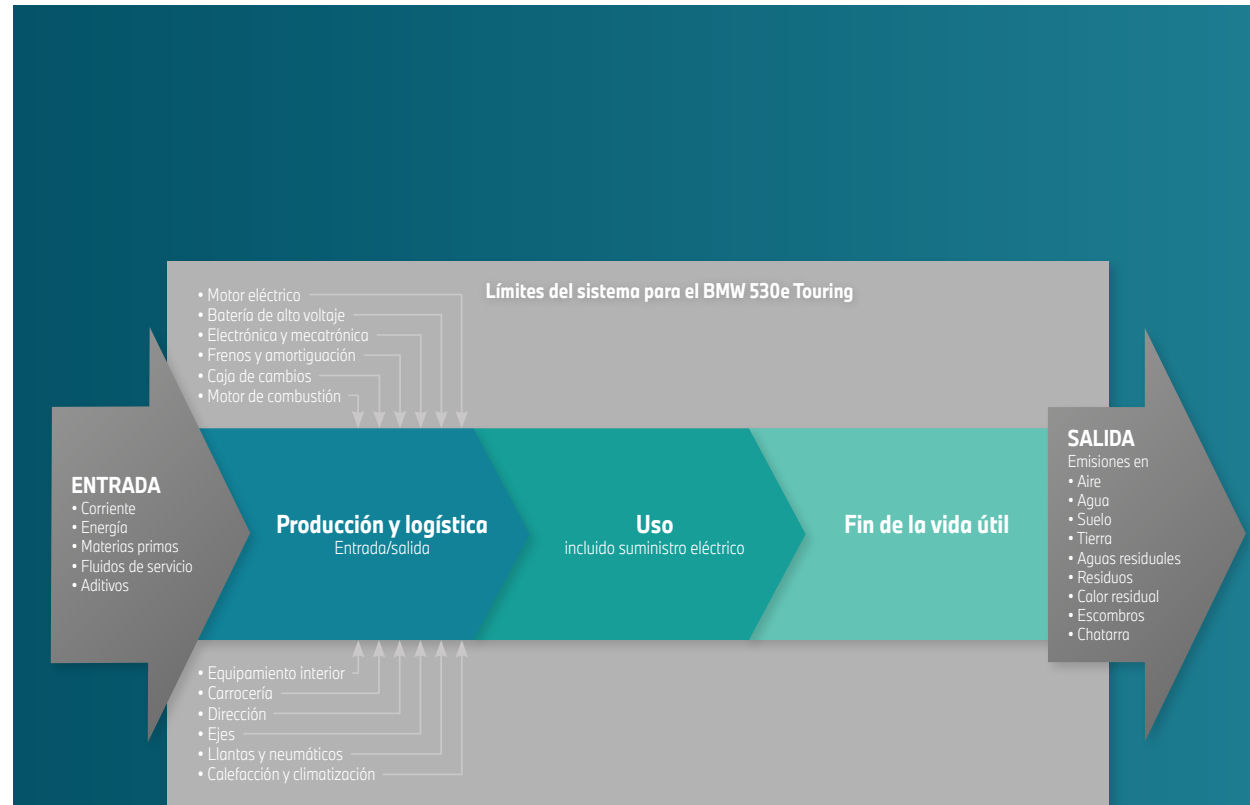 Límites del sistema para el BMW 530e Touring
• Motor eléctrico
• Batería de alto voltaje
• Electrónica y mecatrónica
• Frenos y amortiguación
• Caja de cambios
• Motor de combustión
ENTRADA
• Corriente
• Energía
• Materias primas
• Fluidos de servicio
• Aditivos
Producción y logística
Entrada/salida
Uso
incluido suministro eléctrico
Fin de la vida útil
SALIDA
Emisiones en
• Aire
• Agua
• Suelo
• Tierra
• Aguas residuales
• Residuos
• Calor residual
• Escombros
• Chatarra
• Equipamiento interior
• Carrocería
• Dirección
• Ejes
• Llantas y neumáticos
• Calefacción y climatización